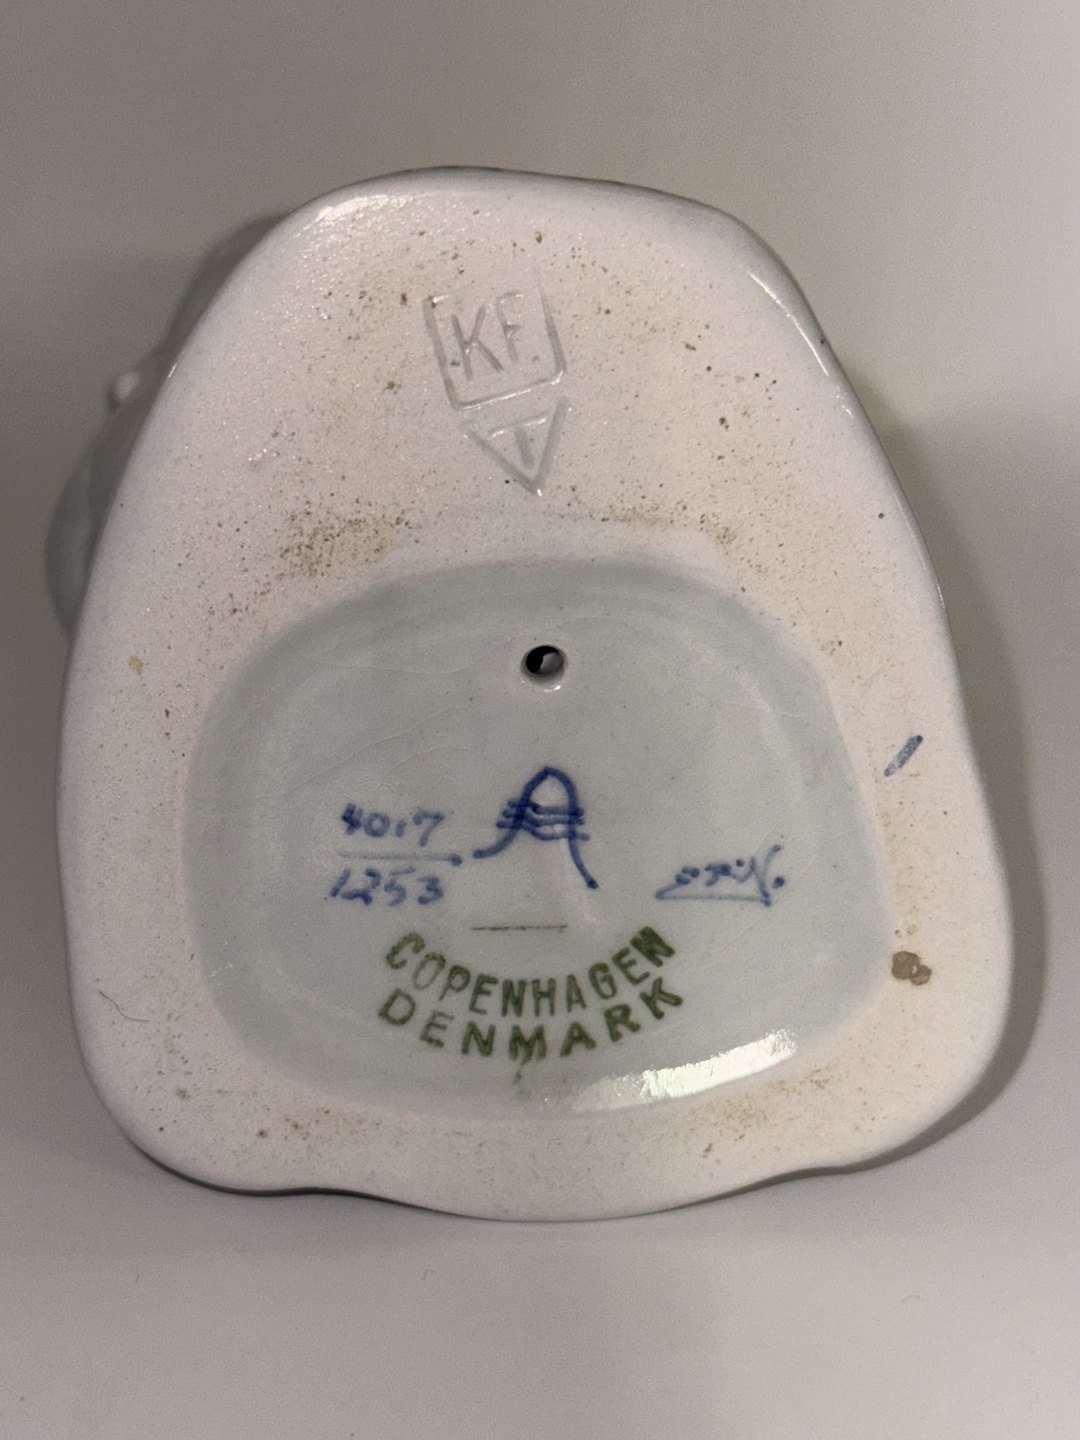 KF.
T
A
4017
1253
COPENHAGEN
DENMARK